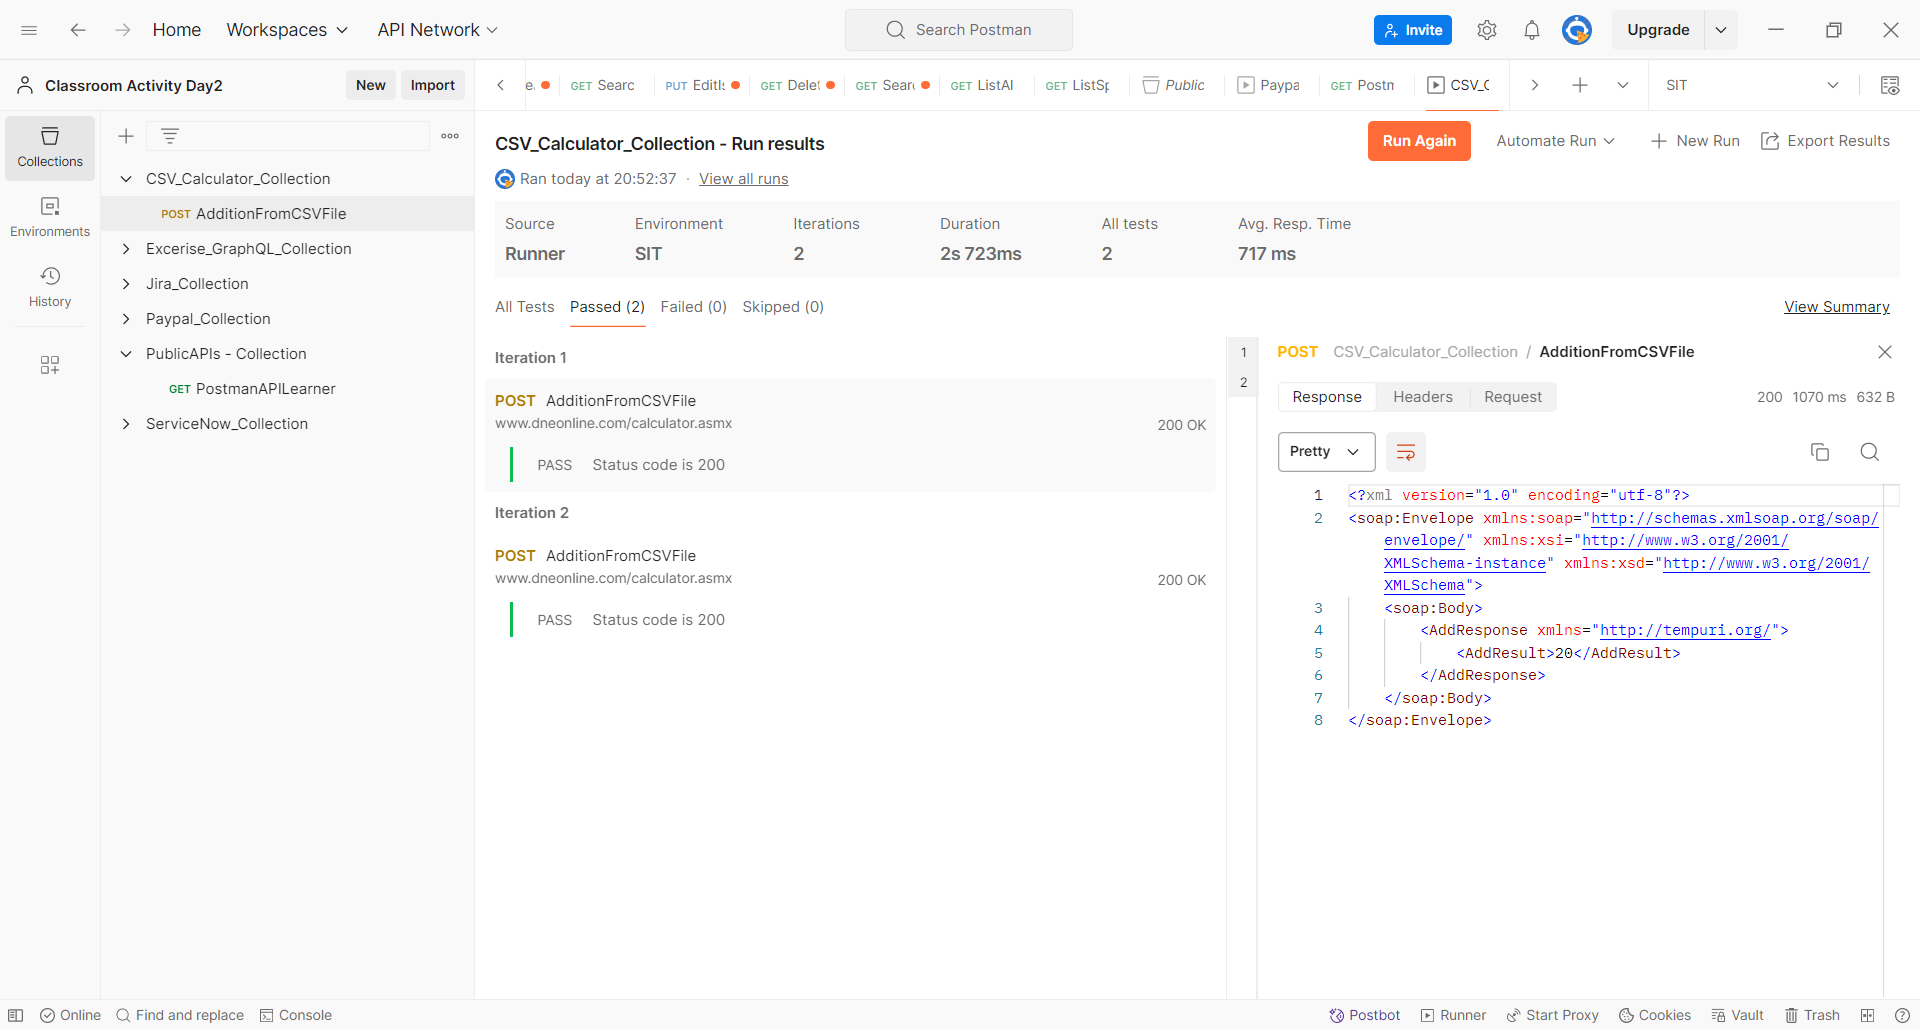 Home
Workspaces
API Network
Search Postman
Invite
Upgrade
Classroom Activity Day2
New
Import
GET Searc
PUT EditIs
GET Delet
GET Sear
GET ListAl
GET ListSp
Public
Paypa
GET Postm
CSV_C
SIT
Collections
Environments
History
CSV_Calculator_Collection
POST AdditionFromCSVFile
Excerise_GraphQL_Collection
Jira_Collection
Paypal_Collection
PublicAPIs - Collection
GET PostmanAPILearner
ServiceNow_Collection
CSV_Calculator_Collection - Run results
Run Again
Automate Run
New Run
Export Results
Ran today at 20:52:37 · View all runs
Source Environment Iterations Duration All tests Avg. Resp. Time
Runner SIT 2 2s 723ms 2 717 ms
All Tests Passed (2) Failed (0) Skipped (0)
View Summary
Iteration 1
POST AdditionFromCSVFile
www.dneonline.com/calculator.asmx
200 OK
PASS Status code is 200
Iteration 2
POST AdditionFromCSVFile
www.dneonline.com/calculator.asmx
200 OK
PASS Status code is 200
1
2
POST CSV_Calculator_Collection / AdditionFromCSVFile
Response Headers Request
200 1070 ms 632 B
Pretty
1 <?xml version="1.0" encoding="utf-8"?>
2 <soap:Envelope xmlns:soap="http://schemas.xmlsoap.org/soap/
envelope/" xmlns:xsi="http://www.w3.org/2001/
XMLSchema-instance" xmlns:xsd="http://www.w3.org/2001/
XMLSchema">
3 <soap:Body>
4 <AddResponse xmlns="http://tempuri.org/">
5 <AddResult>20</AddResult>
6 </AddResponse>
7 </soap:Body>
8 </soap:Envelope>
Online
Find and replace
Console
Postbot
Runner
Start Proxy
Cookies
Vault
Trash